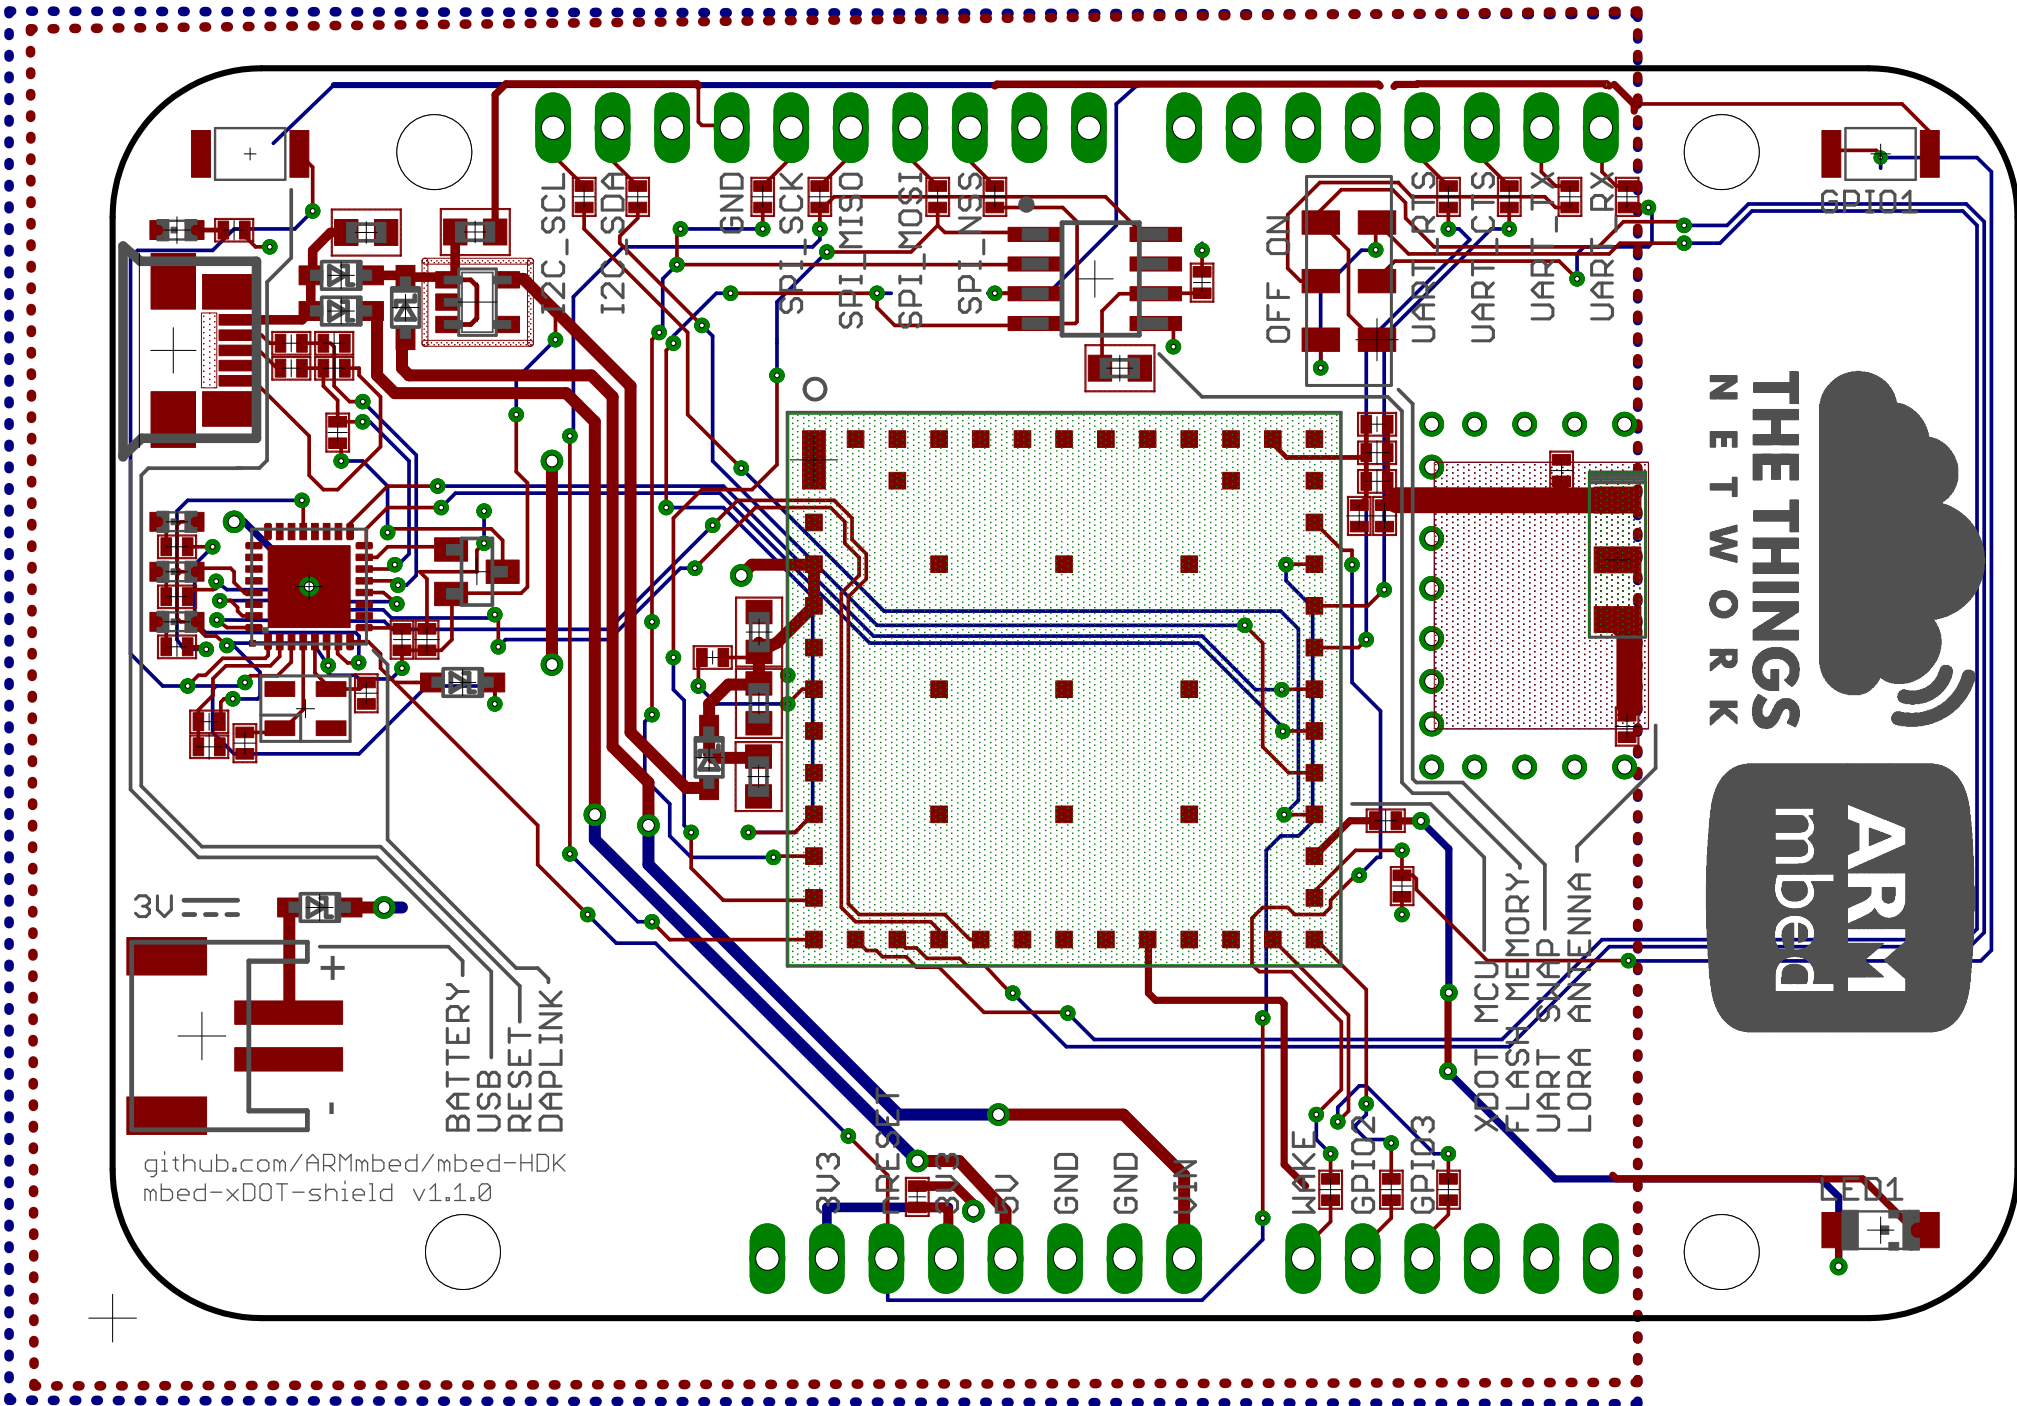 I2C_SCL
I2C_SDA
GND
SPI_SCK
SPI_MISO
SPI_MOSI
SPI_NSS
OFF ON
UART_RTS
UART_CTS
UART_TX
UART_RX
GPIO1
THE THINGS
NETWORK
ARM
mbed
3V
+
-
BATTERY
USB
RESET
DAPLINK
XDOT MCU
FLASH MEMORY
UART SWAP
LORA ANTENNA
github.com/ARMmbed/mbed-HDK
mbed-xDOT-shield v1.1.0
3V3
NRESET
3V3
5V
GND
GND
VIN
WAKE
GPIO2
GPIO3
LED1